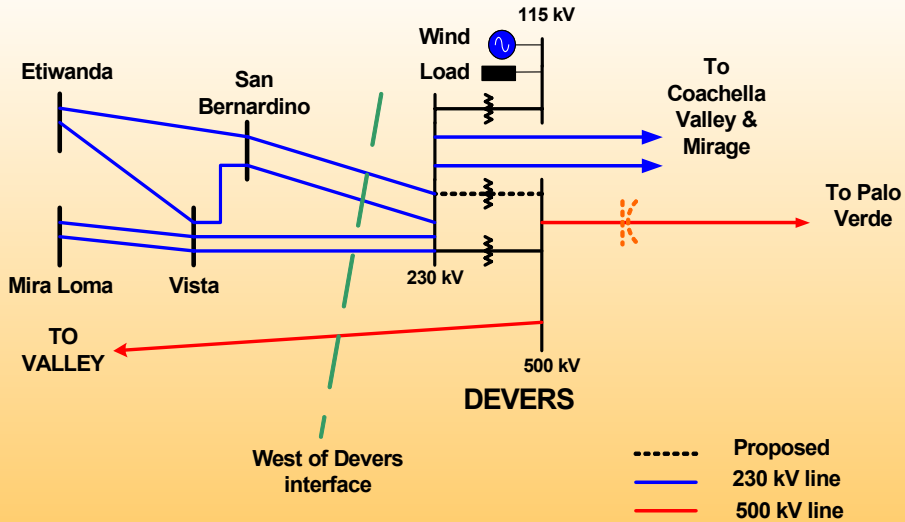 115 kV
Wind
Load
Etiwanda
San
Bernardino
To
Coachella
Valley &
Mirage
To Palo
Verde
Mira Loma
Vista
230 kV
TO
VALLEY
500 kV
DEVERS
West of Devers
interface
Proposed
230 kV line
500 kV line